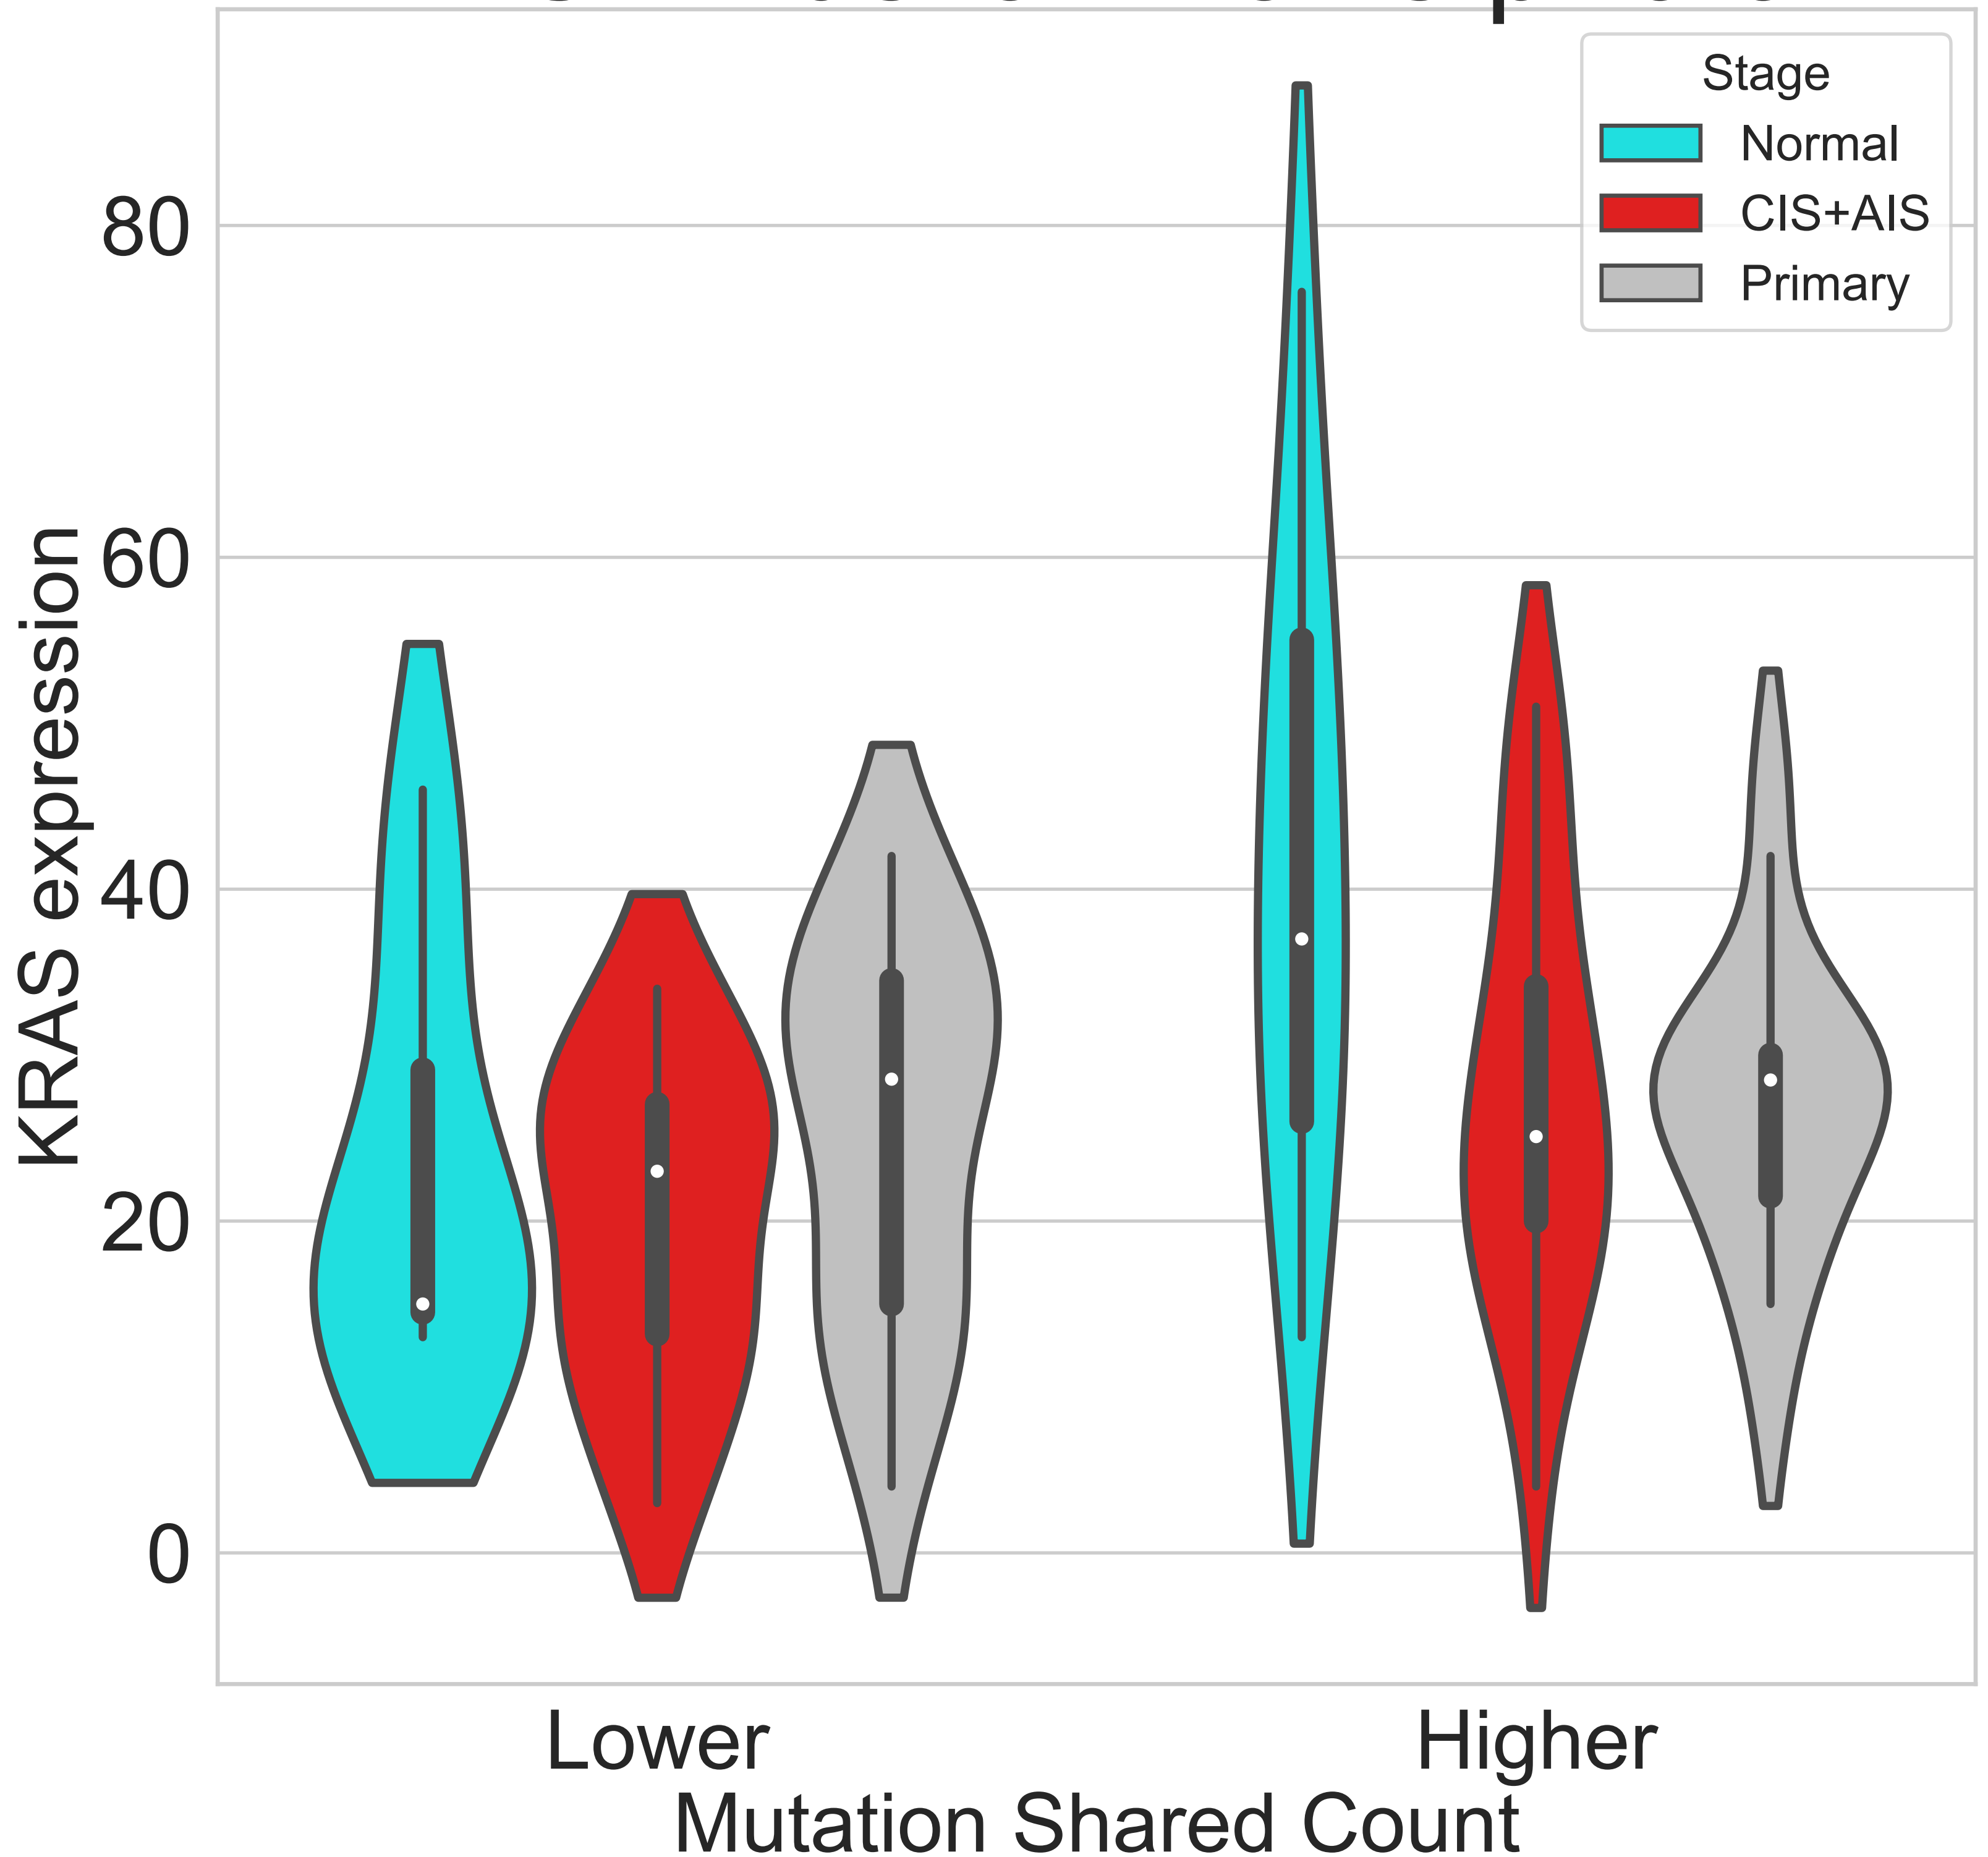 Stage
Normal
CIS+AIS
Primary
KRAS expression
80
60
40
20
0
Lower
Higher
Mutation Shared Count